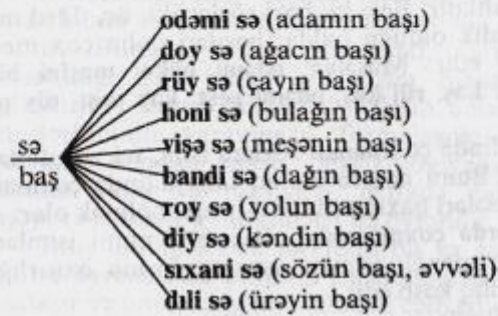 odəmi sə (adamın başı)
doy sə (ağacın başı)
rüy sə (çayın başı)
honi sə (bulağın başı)
vişə sə (meşənin başı)
bandi sə (dağın başı)
roy sə (yolun başı)
diy sə (kəndin başı)
sıxani sə (sözün başı, əvvəli)
dıli sə (ürəyin başı)
sə
baş